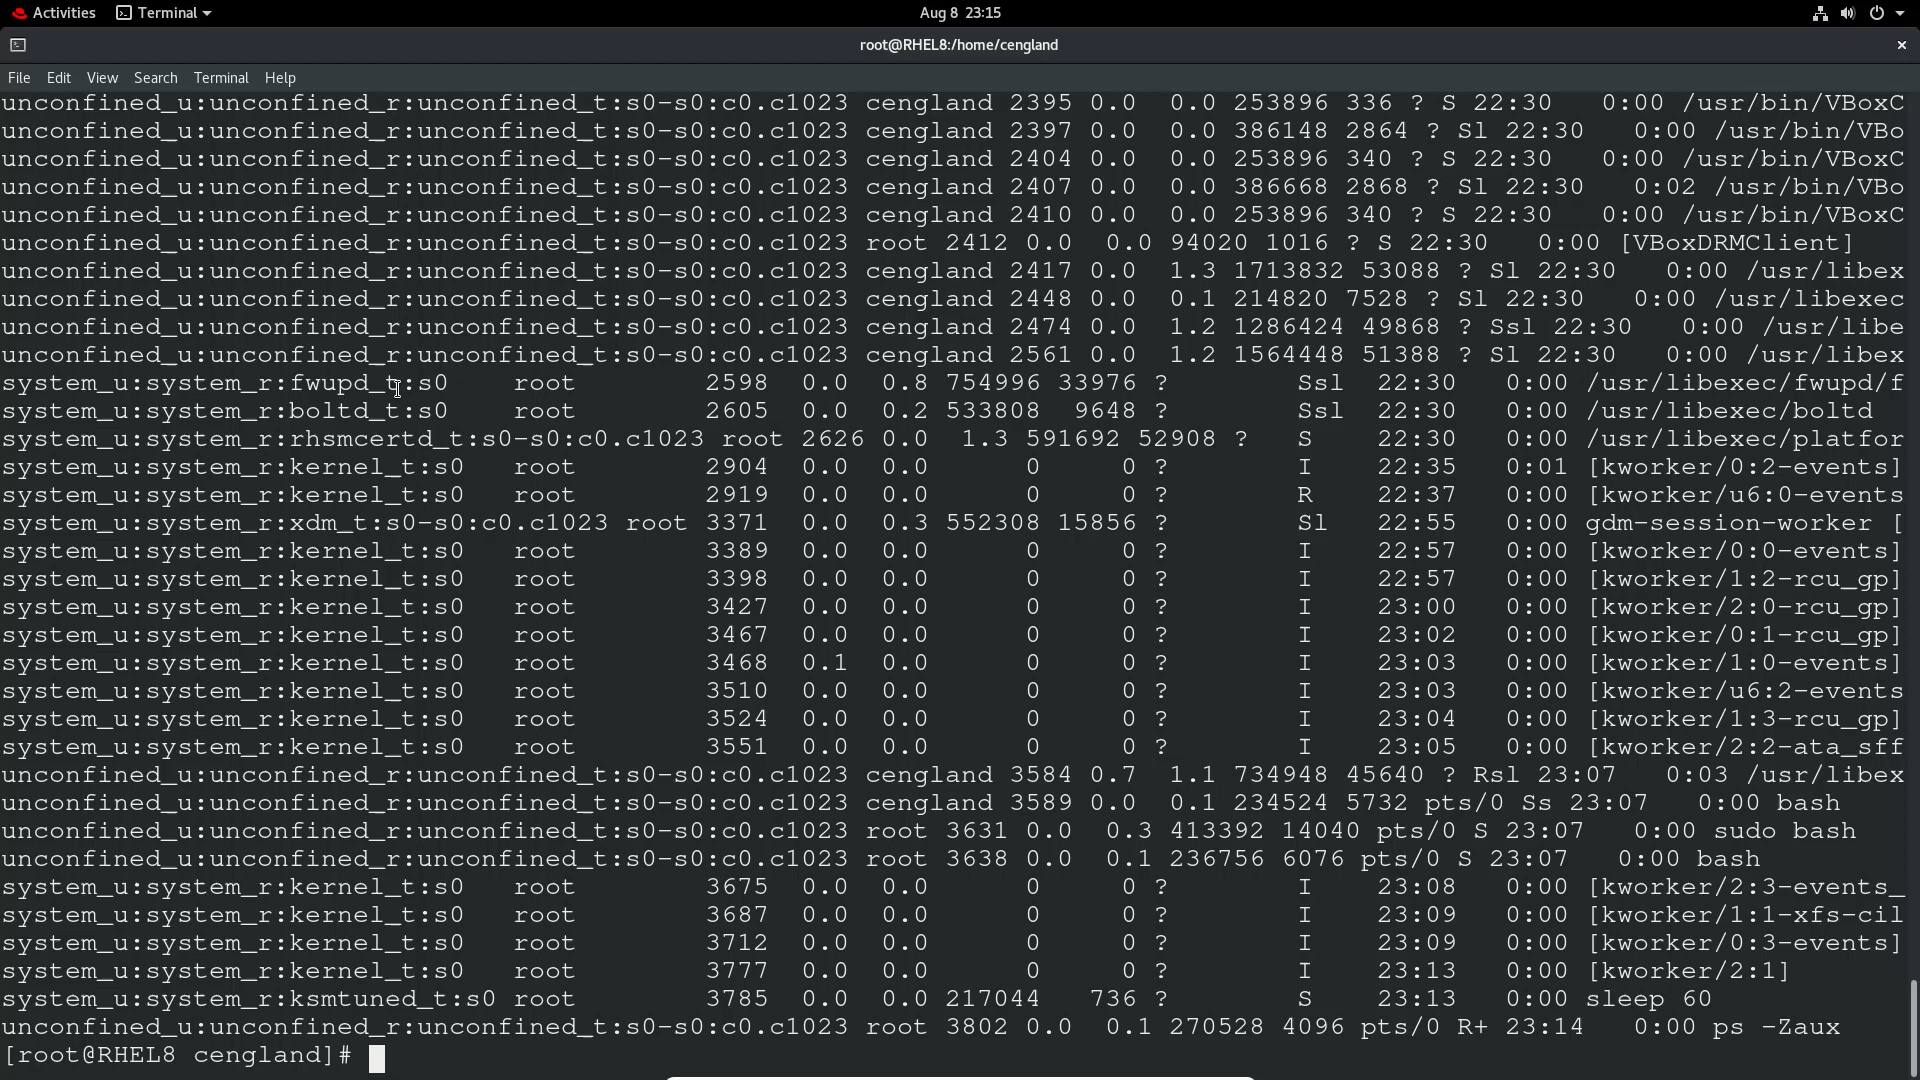 Activities Terminal Aug 8 23:15
root@RHEL8:/home/cengland
File Edit View Search Terminal Help
unconfined_u:unconfined_r:unconfined_t:s0-s0:c0.c1023 cengland 2395 0.0  0.0 253896 336 ? S 22:30   0:00 /usr/bin/VBoxC
unconfined_u:unconfined_r:unconfined_t:s0-s0:c0.c1023 cengland 2397 0.0  0.0 386148 2864 ? Sl 22:30   0:00 /usr/bin/VBo
unconfined_u:unconfined_r:unconfined_t:s0-s0:c0.c1023 cengland 2404 0.0  0.0 253896 340 ? S 22:30   0:00 /usr/bin/VBoxC
unconfined_u:unconfined_r:unconfined_t:s0-s0:c0.c1023 cengland 2407 0.0  0.0 386668 2868 ? Sl 22:30   0:02 /usr/bin/VBo
unconfined_u:unconfined_r:unconfined_t:s0-s0:c0.c1023 cengland 2410 0.0  0.0 253896 340 ? S 22:30   0:00 /usr/bin/VBoxC
unconfined_u:unconfined_r:unconfined_t:s0-s0:c0.c1023 root 2412 0.0  0.0 94020 1016 ? S 22:30   0:00 [VBoxDRMClient]
unconfined_u:unconfined_r:unconfined_t:s0-s0:c0.c1023 cengland 2417 0.0  1.3 1713832 53088 ? Sl 22:30   0:00 /usr/libex
unconfined_u:unconfined_r:unconfined_t:s0-s0:c0.c1023 cengland 2448 0.0  0.1 214820 7528 ? Sl 22:30   0:00 /usr/libexec
unconfined_u:unconfined_r:unconfined_t:s0-s0:c0.c1023 cengland 2474 0.0  1.2 1286424 49868 ? Ssl 22:30   0:00 /usr/libe
unconfined_u:unconfined_r:unconfined_t:s0-s0:c0.c1023 cengland 2561 0.0  1.2 1564448 51388 ? Sl 22:30   0:00 /usr/libex
system_u:system_r:fwupd_t:s0    root        2598  0.0  0.8 754996 33976 ?        Ssl  22:30   0:00 /usr/libexec/fwupd/f
system_u:system_r:boltd_t:s0    root        2605  0.0  0.2 533808  9648 ?        Ssl  22:30   0:00 /usr/libexec/boltd
system_u:system_r:rhsmcertd_t:s0-s0:c0.c1023 root 2626 0.0  1.3 591692 52908 ?   S    22:30   0:00 /usr/libexec/platfor
system_u:system_r:kernel_t:s0   root        2904  0.0  0.0      0     0 ?        I    22:35   0:01 [kworker/0:2-events]
system_u:system_r:kernel_t:s0   root        2919  0.0  0.0      0     0 ?        R    22:37   0:00 [kworker/u6:0-events
system_u:system_r:xdm_t:s0-s0:c0.c1023 root 3371  0.0  0.3 552308 15856 ?        Sl   22:55   0:00 gdm-session-worker [
system_u:system_r:kernel_t:s0   root        3389  0.0  0.0      0     0 ?        I    22:57   0:00 [kworker/0:0-events]
system_u:system_r:kernel_t:s0   root        3398  0.0  0.0      0     0 ?        I    22:57   0:00 [kworker/1:2-rcu_gp]
system_u:system_r:kernel_t:s0   root        3427  0.0  0.0      0     0 ?        I    23:00   0:00 [kworker/2:0-rcu_gp]
system_u:system_r:kernel_t:s0   root        3467  0.0  0.0      0     0 ?        I    23:02   0:00 [kworker/0:1-rcu_gp]
system_u:system_r:kernel_t:s0   root        3468  0.1  0.0      0     0 ?        I    23:03   0:00 [kworker/1:0-events]
system_u:system_r:kernel_t:s0   root        3510  0.0  0.0      0     0 ?        I    23:03   0:00 [kworker/u6:2-events
system_u:system_r:kernel_t:s0   root        3524  0.0  0.0      0     0 ?        I    23:04   0:00 [kworker/1:3-rcu_gp]
system_u:system_r:kernel_t:s0   root        3551  0.0  0.0      0     0 ?        I    23:05   0:00 [kworker/2:2-ata_sff
unconfined_u:unconfined_r:unconfined_t:s0-s0:c0.c1023 cengland 3584 0.7  1.1 734948 45640 ? Rsl 23:07   0:03 /usr/libex
unconfined_u:unconfined_r:unconfined_t:s0-s0:c0.c1023 cengland 3589 0.0  0.1 234524 5732 pts/0 Ss 23:07   0:00 bash
unconfined_u:unconfined_r:unconfined_t:s0-s0:c0.c1023 root 3631 0.0  0.3 413392 14040 pts/0 S 23:07   0:00 sudo bash
unconfined_u:unconfined_r:unconfined_t:s0-s0:c0.c1023 root 3638 0.0  0.1 236756 6076 pts/0 S 23:07   0:00 bash
system_u:system_r:kernel_t:s0   root        3675  0.0  0.0      0     0 ?        I    23:08   0:00 [kworker/2:3-events_
system_u:system_r:kernel_t:s0   root        3687  0.0  0.0      0     0 ?        I    23:09   0:00 [kworker/1:1-xfs-cil
system_u:system_r:kernel_t:s0   root        3712  0.0  0.0      0     0 ?        I    23:09   0:00 [kworker/0:3-events]
system_u:system_r:kernel_t:s0   root        3777  0.0  0.0      0     0 ?        I    23:13   0:00 [kworker/2:1]
system_u:system_r:ksmtuned_t:s0 root        3785  0.0  0.0 217044   736 ?        S    23:13   0:00 sleep 60
unconfined_u:unconfined_r:unconfined_t:s0-s0:c0.c1023 root 3802 0.0  0.1 270528 4096 pts/0 R+ 23:14   0:00 ps -Zaux
[root@RHEL8 cengland]#